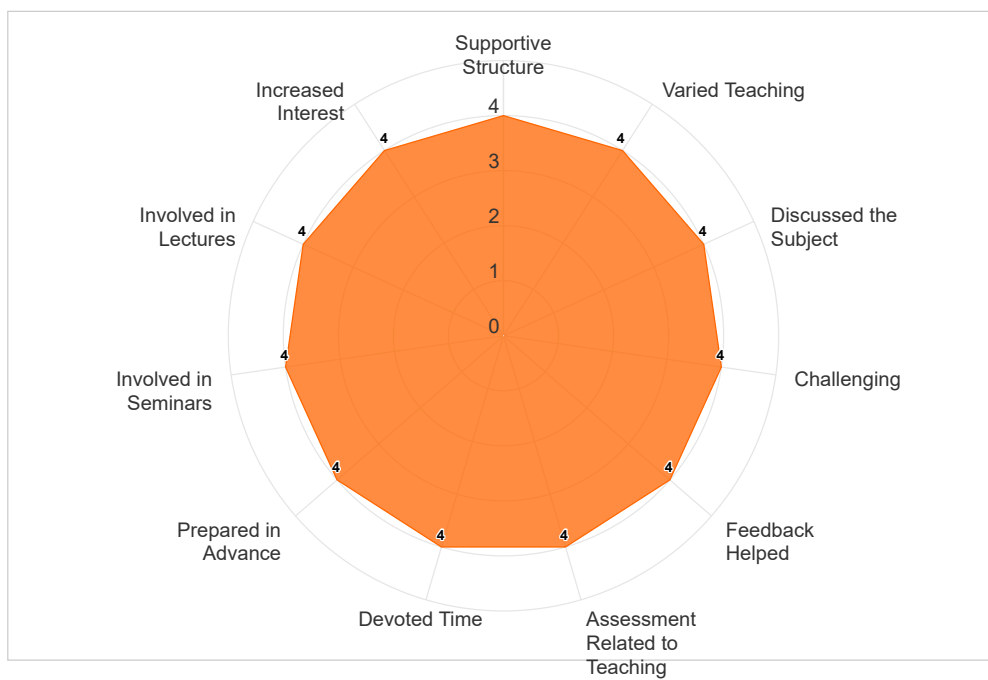 Supportive
Structure
Varied Teaching
Discussed the
Subject
Challenging
Feedback
Helped
Assessment
Related to
Teaching
Devoted Time
Prepared in
Advance
Involved in
Seminars
Involved in
Lectures
Increased
Interest
4
3
2
1
0
4
4
4
4
4
4
4
4
4
4